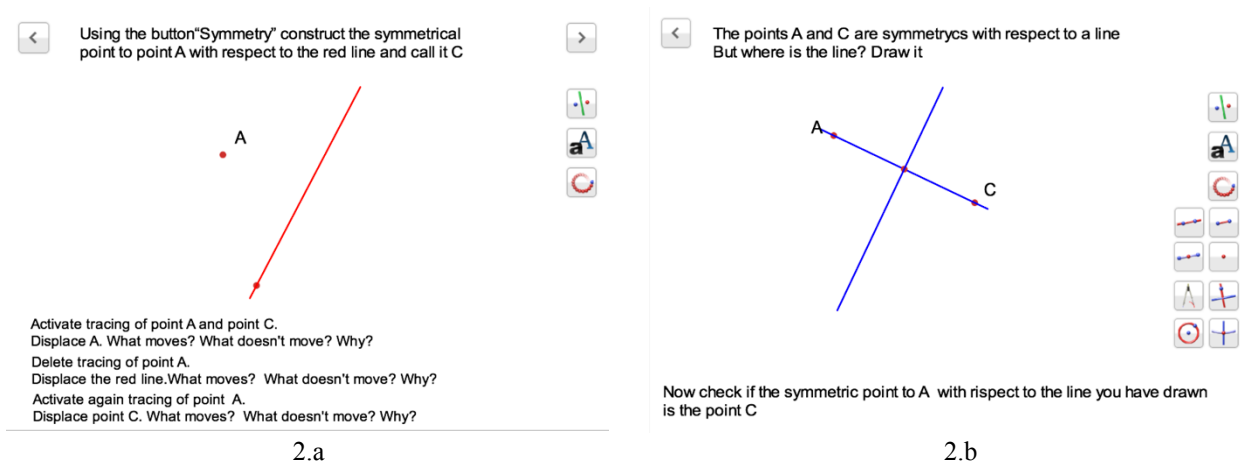 Using the button“Symmetry” construct the symmetrical
point to point A with respect to the red line and call it C
A
aA
Activate tracing of point A and point C.
Displace A. What moves? What doesn't move? Why?
Delete tracing of point A.
Displace the red line.What moves? What doesn't move? Why?
Activate again tracing of point A.
Displace point C. What moves? What doesn't move? Why?
2.a
The points A and C are symmetrycs with respect to a line
But where is the line? Draw it
A
C
aA
Now check if the symmetric point to A with rispect to the line you have drawn
is the point C
2.b